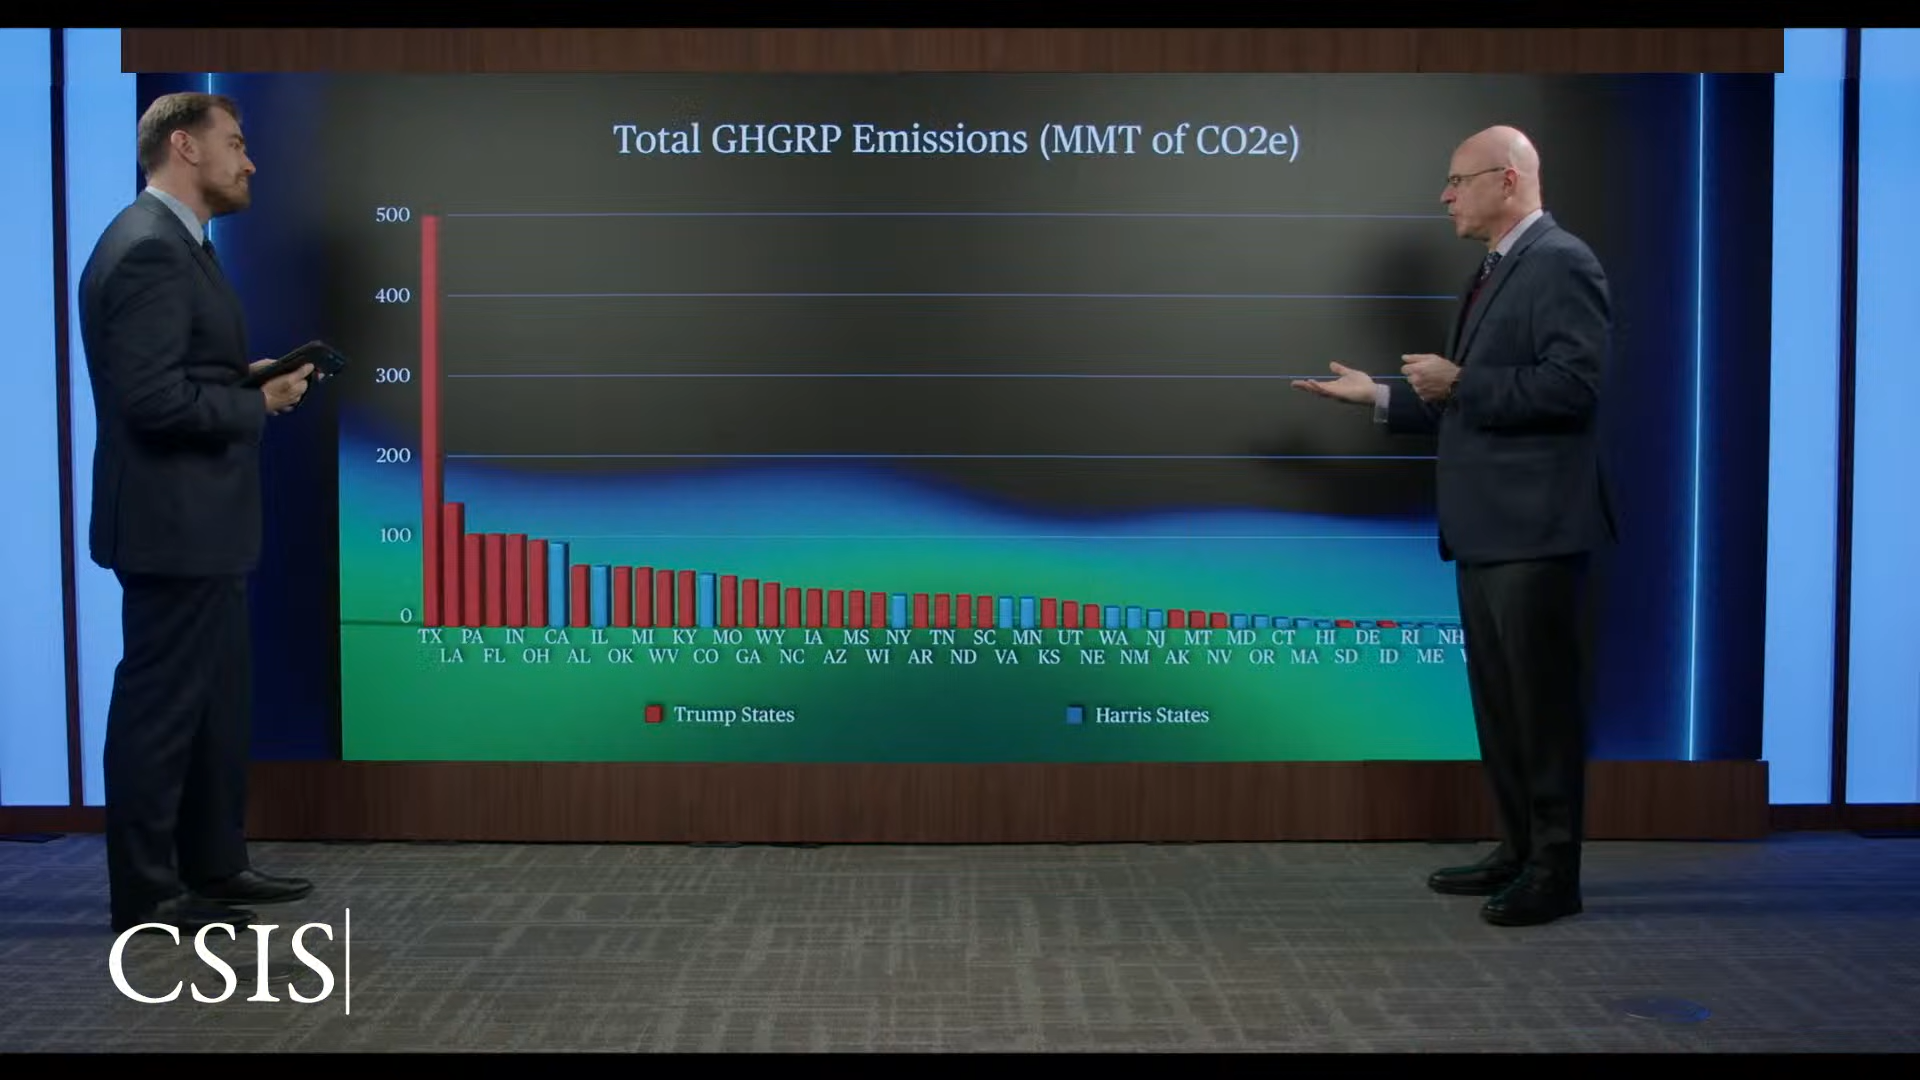 Total GHGRP Emissions (MMT of CO2e)
500
400
300
200
100
0
TX PA IN CA IL MI KY MO WY IA MS NY TN SC MN UT WA NJ MT MD CT HI DE RI NH
LA FL OH AL OK WV CO GA NC AZ WI AR ND VA KS NE NM AK NV OR MA SD ID ME
Trump States Harris States
CSIS